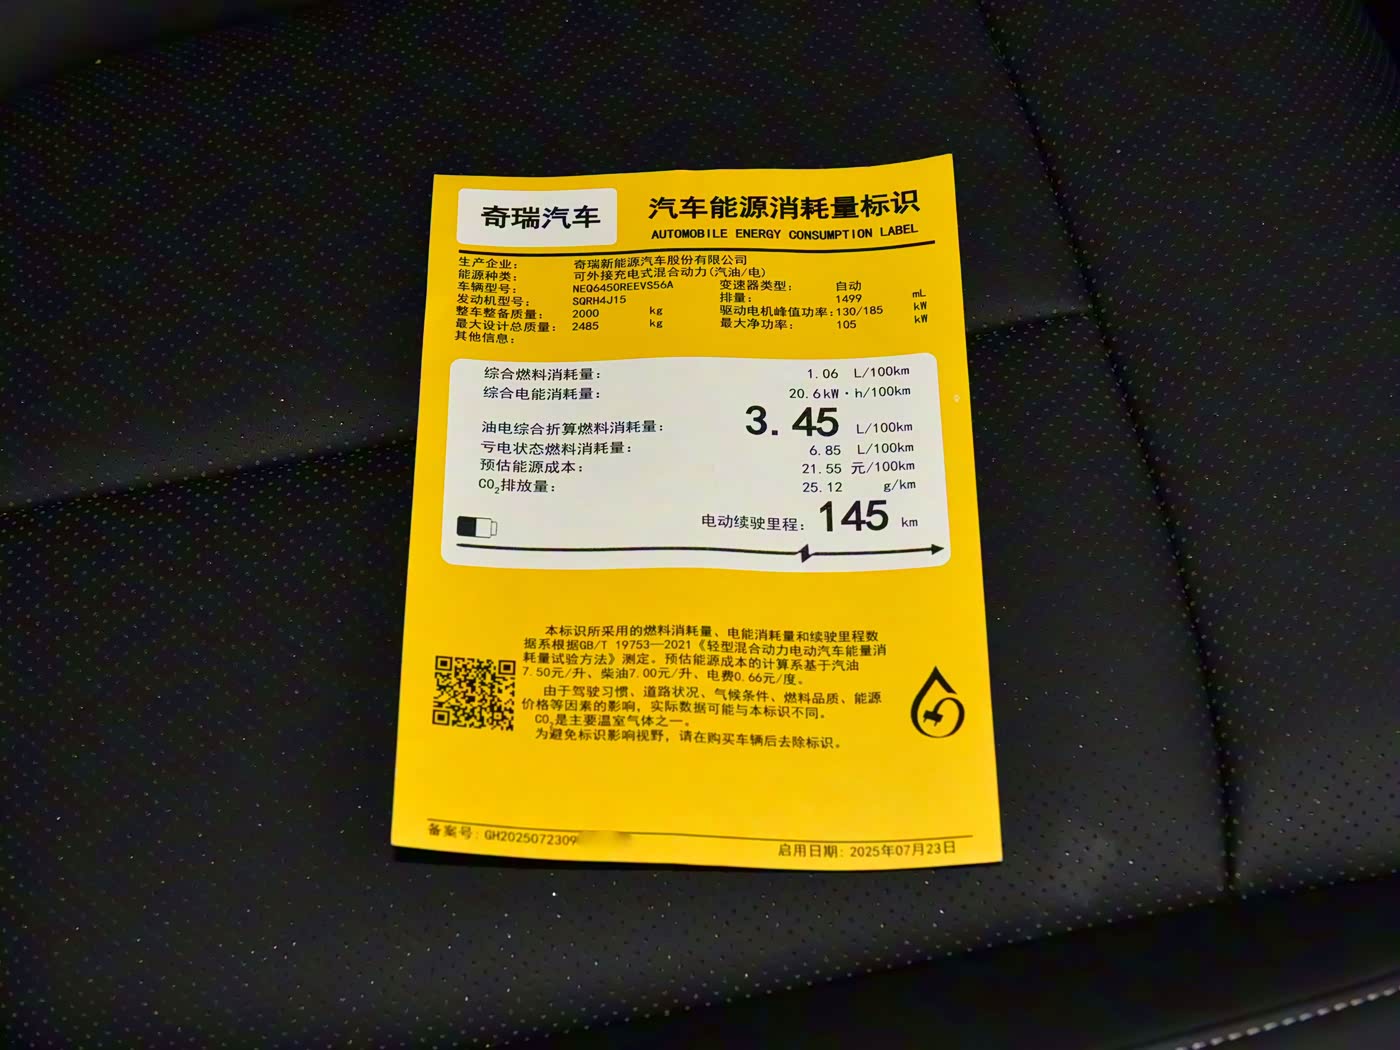 奇瑞汽车
汽车能源消耗量标识
AUTOMOBILE ENERGY CONSUMPTION LABEL
生产企业: 奇瑞新能源汽车股份有限公司
能源种类: 可外接充电式混合动力(汽油/电)
车辆型号: NEQ6450REEVS56A 变速器类型: 自动
发动机型号: SQRH4J15 排量: 1499 mL
整车整备质量: 2000 kg 驱动电机峰值功率: 130/185 kW
最大设计总质量: 2485 kg 最大净功率: 105 kW
其他信息:
综合燃料消耗量: 1.06 L/100km
综合电能消耗量: 20.6kW·h/100km
油电综合折算燃料消耗量: 3.45 L/100km
亏电状态燃料消耗量: 6.85 L/100km
预估能源成本: 21.55 元/100km
CO₂排放量: 25.12 g/km
电动续驶里程: 145 km
本标识所采用的燃料消耗量、电能消耗量和续驶里程数
据系根据GB/T 19753—2021《轻型混合动力电动汽车能量消
耗量试验方法》测定。预估能源成本的计算系基于汽油
7.50元/升、柴油7.00元/升、电费0.66元/度。
由于驾驶习惯、道路状况、气候条件、燃料品质、能源
价格等因素的影响,实际数据可能与本标识不同。
CO₂是主要温室气体之一。
为避免标识影响视野,请在购买车辆后去除标识。
备案号: GH2025072309
启用日期: 2025年07月23日